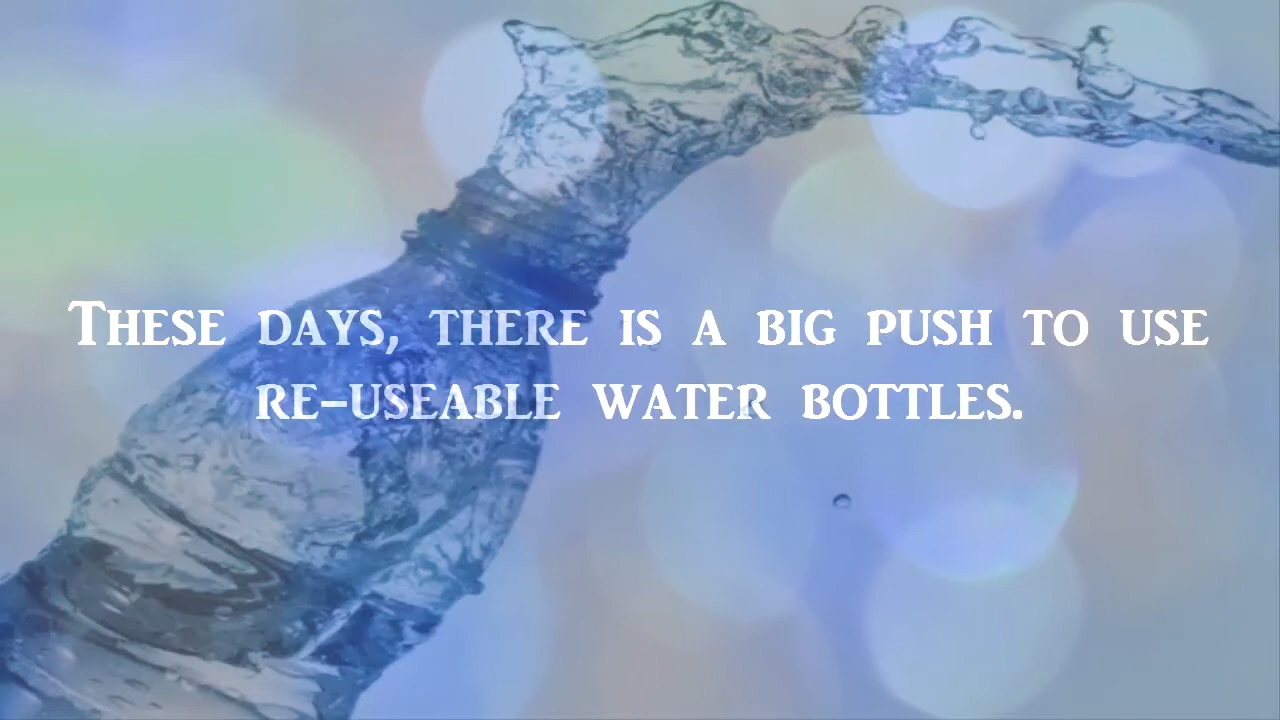 These days, there is a big push to use
re-useable water bottles.